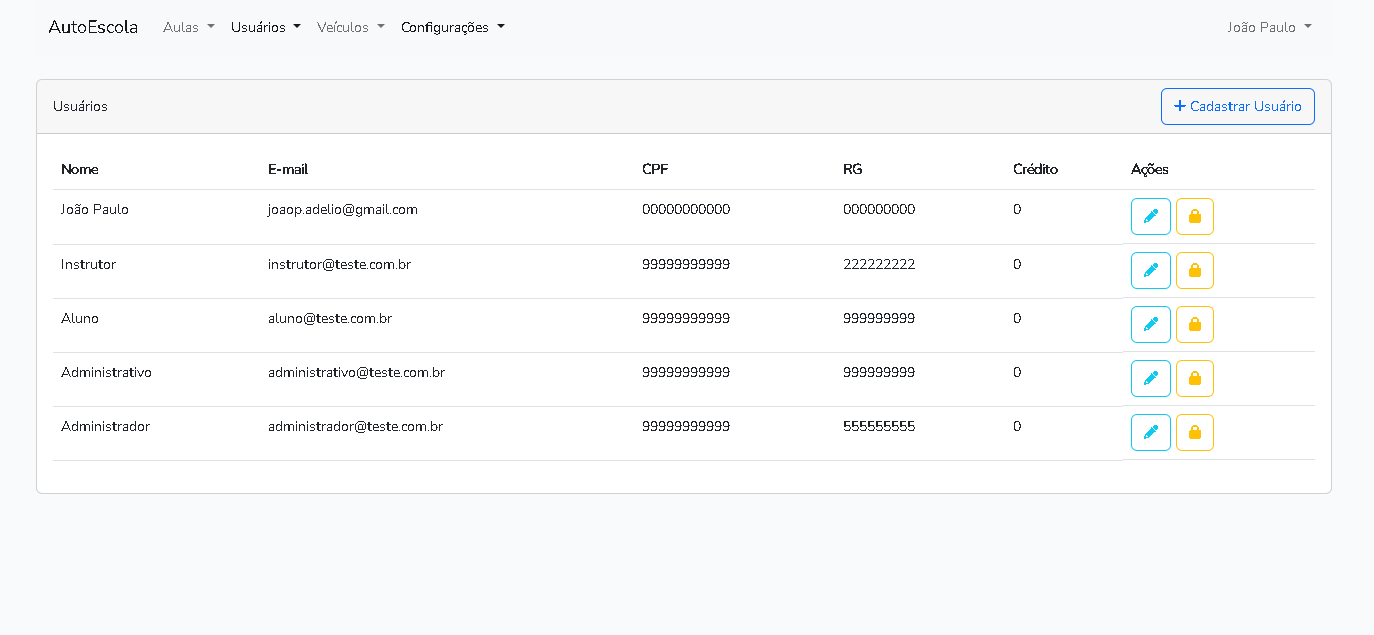 AutoEscola Aulas Usuários Veículos Configurações João Paulo
Usuários + Cadastrar Usuário
Nome E-mail CPF RG Crédito Ações
João Paulo joaop.adelio@gmail.com 00000000000 000000000 0
Instrutor instrutor@teste.com.br 99999999999 222222222 0
Aluno aluno@teste.com.br 99999999999 999999999 0
Administrativo administrativo@teste.com.br 99999999999 999999999 0
Administrador administrador@teste.com.br 99999999999 555555555 0